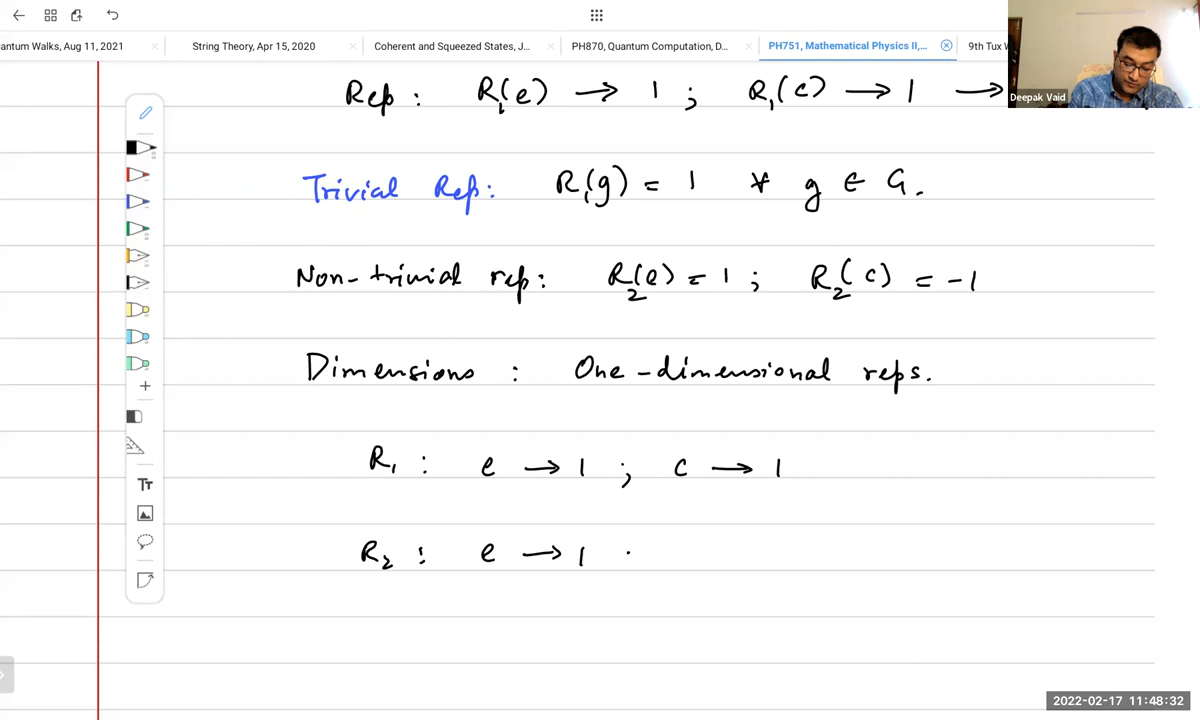 antum Walks, Aug 11, 2021 String Theory, Apr 15, 2020 Coherent and Squeezed States, J... PH870, Quantum Computation, D... PH751, Mathematical Physics II,... 9th Tux W
Deepak Vaid
Rep : R₁(e) → 1 ; R₁(c) → 1 →
Trivial Rep: R₁(g) = 1 ∀ g ∈ G.
Non-trivial rep: R₂(e) = 1 ; R₂(c) = -1
Dimensions : One-dimensional reps.
R₁ : e → 1 ; c → 1
R₂ : e → 1 .
TT
2022-02-17 11:48:32